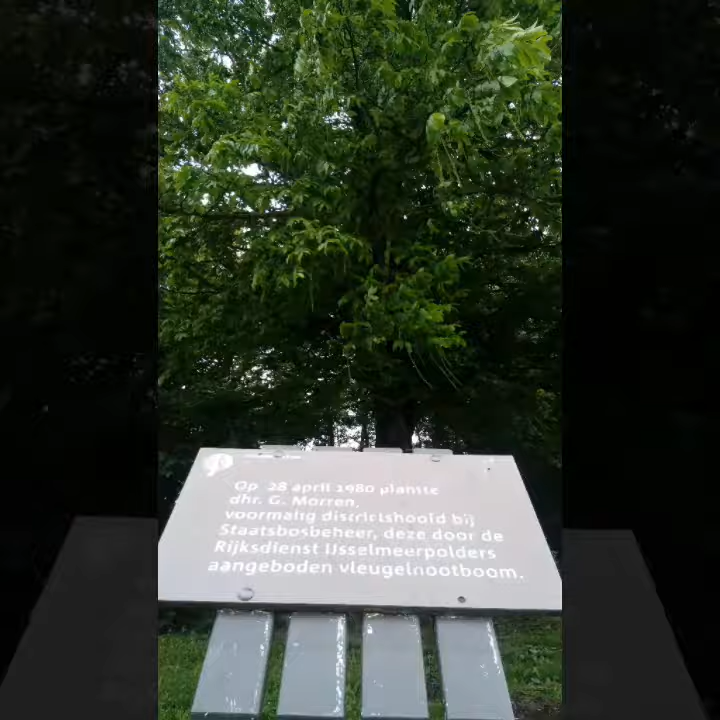 Op 28 april 1980 plantte
dhr. G. Morren,
voormalig districtshoofd bij
Staatsbosbeheer, deze door de
Rijksdienst IJsselmeerpolders
aangeboden vleugelnootboom.